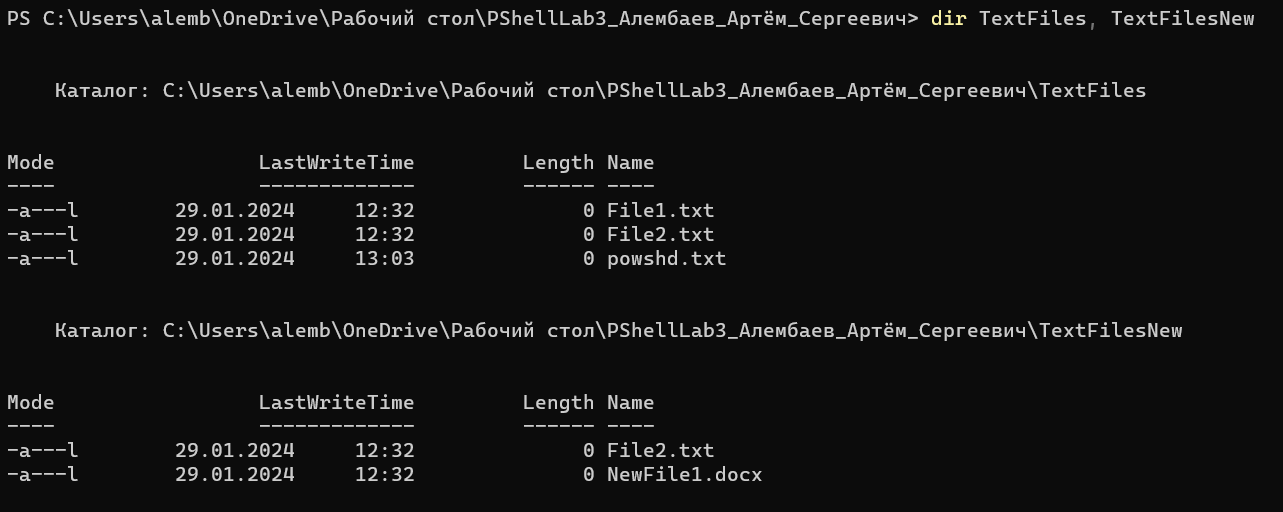 PS C:\Users\alemb\OneDrive\Рабочий стол\PShellLab3_Алембаев_Артём_Сергеевич> dir TextFiles, TextFilesNew
Каталог: C:\Users\alemb\OneDrive\Рабочий стол\PShellLab3_Алембаев_Артём_Сергеевич\TextFiles
Mode                 LastWriteTime         Length Name
----                 -------------         ------ ----
-a---l        29.01.2024     12:32              0 File1.txt
-a---l        29.01.2024     12:32              0 File2.txt
-a---l        29.01.2024     13:03              0 powshd.txt
Каталог: C:\Users\alemb\OneDrive\Рабочий стол\PShellLab3_Алембаев_Артём_Сергеевич\TextFilesNew
Mode                 LastWriteTime         Length Name
----                 -------------         ------ ----
-a---l        29.01.2024     12:32              0 File2.txt
-a---l        29.01.2024     12:32              0 NewFile1.docx